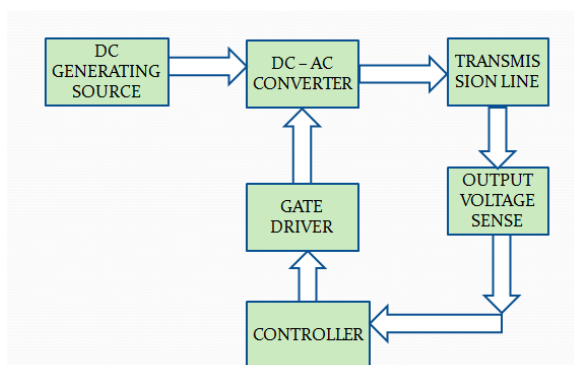 DC
GENERATING
SOURCE
DC – AC
CONVERTER
TRANSMIS
SION LINE
OUTPUT
VOLTAGE
SENSE
GATE
DRIVER
CONTROLLER